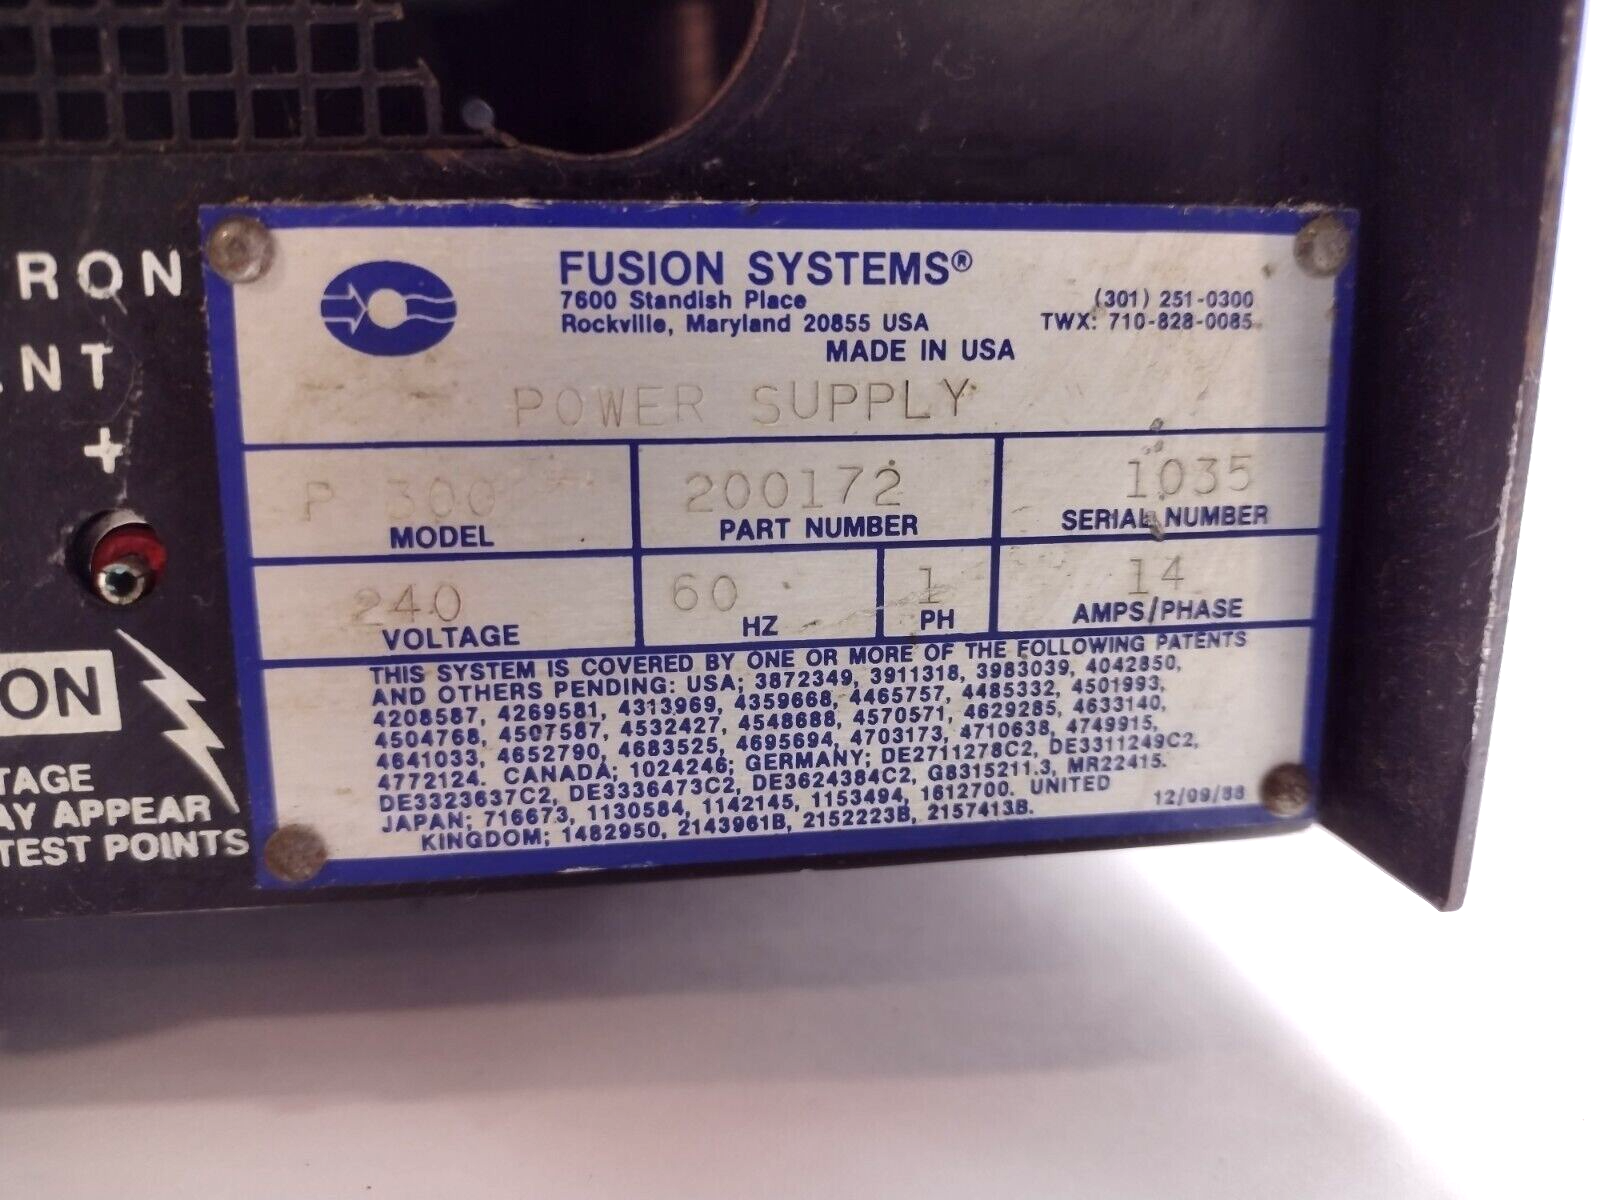 RON
ENT
+
ON
TAGE
AY APPEAR
TEST POINTS
FUSION SYSTEMS®
7600 Standish Place
(301) 251-0300
Rockville, Maryland 20855 USA
TWX: 710-828-0085
MADE IN USA
POWER SUPPLY
P 300
MODEL
200172
PART NUMBER
1035
SERIAL NUMBER
240
VOLTAGE
60
HZ
1
PH
14
AMPS/PHASE
THIS SYSTEM IS COVERED BY ONE OR MORE OF THE FOLLOWING PATENTS
AND OTHERS PENDING: USA; 3872349, 3911318, 3983039, 4042850,
4208587, 4269581, 4313969, 4359668, 4465757, 4485332, 4501993,
4504768, 4507587, 4532427, 4548688, 4570571, 4629285, 4633140,
4641033, 4652790, 4683525, 4695694, 4703173, 4710638, 4749915,
4772124. CANADA; 1024246; GERMANY; DE2711278C2, DE3311249C2,
DE3323637C2, DE3336473C2, DE3624384C2, G8315211.3, MR22415.
JAPAN; 716673, 1130584, 1142145, 1153494, 1612700. UNITED
KINGDOM; 1482950, 2143961B, 2152223B, 2157413B.
12/09/88